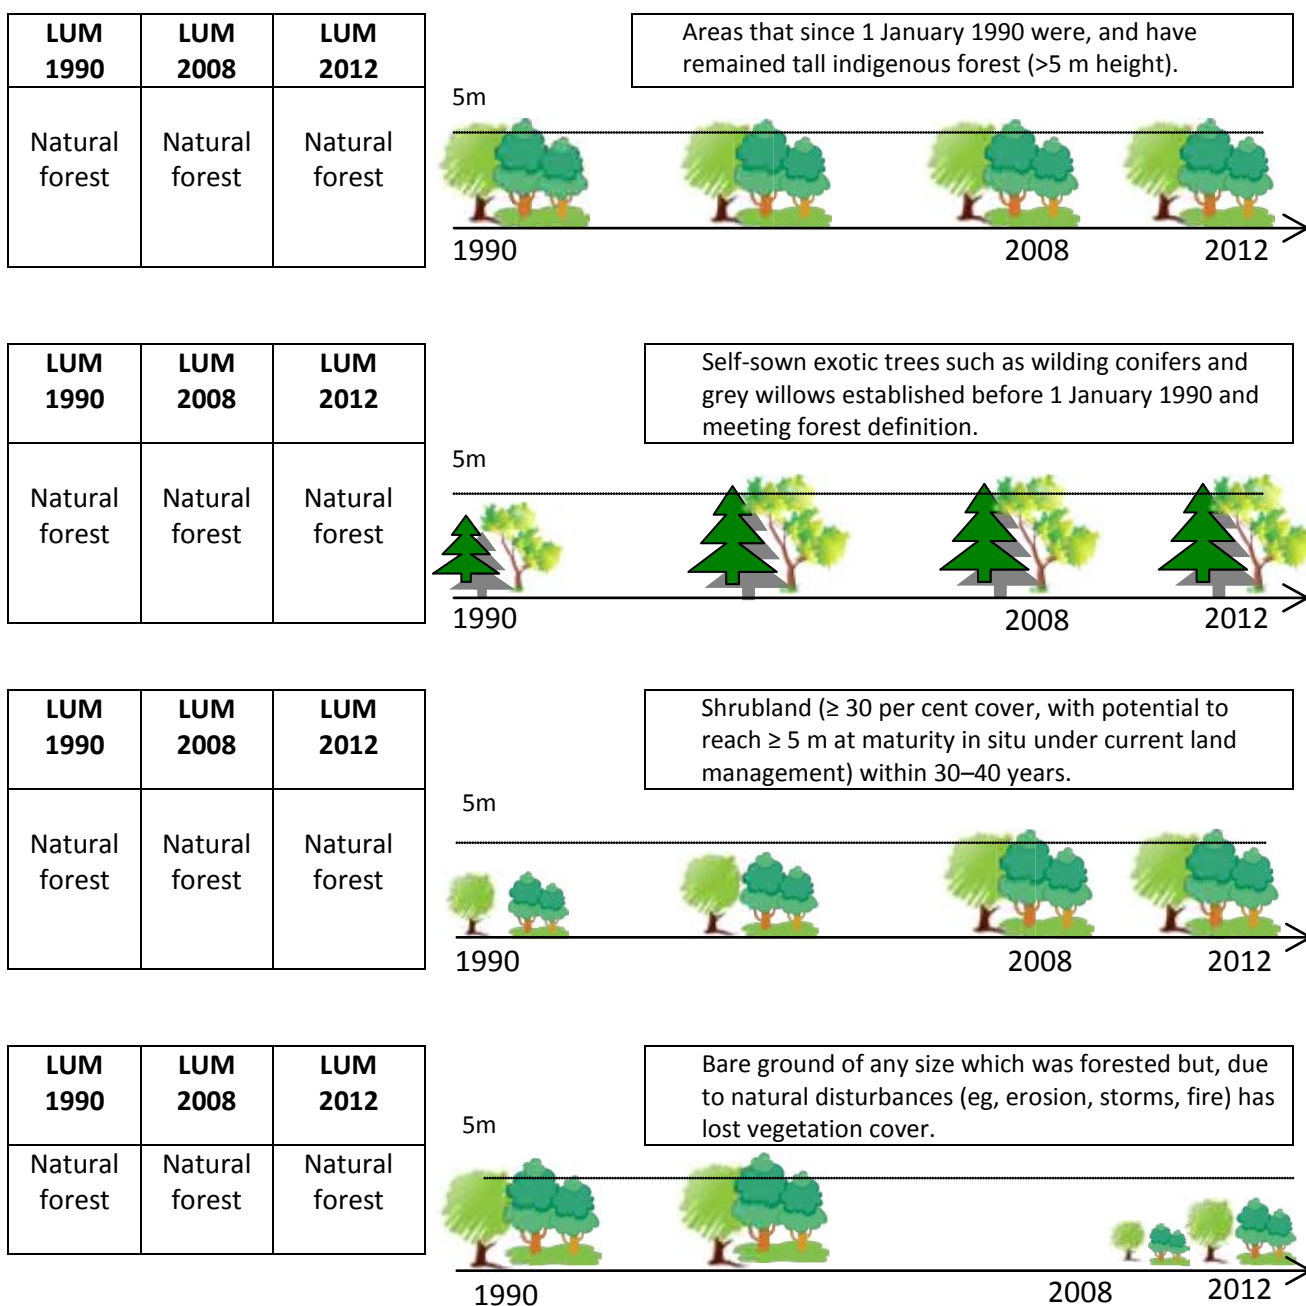 LUM LUM LUM
1990 2008 2012
Natural Natural Natural
forest forest forest
Areas that since 1 January 1990 were, and have
remained tall indigenous forest (>5 m height).
5m
1990 2008 2012
LUM LUM LUM
1990 2008 2012
Natural Natural Natural
forest forest forest
Self-sown exotic trees such as wilding conifers and
grey willows established before 1 January 1990 and
meeting forest definition.
5m
1990 2008 2012
LUM LUM LUM
1990 2008 2012
Natural Natural Natural
forest forest forest
Shrubland (≥ 30 per cent cover, with potential to
reach ≥ 5 m at maturity in situ under current land
management) within 30–40 years.
5m
1990 2008 2012
LUM LUM LUM
1990 2008 2012
Natural Natural Natural
forest forest forest
Bare ground of any size which was forested but, due
to natural disturbances (eg, erosion, storms, fire) has
lost vegetation cover.
5m
1990 2008 2012